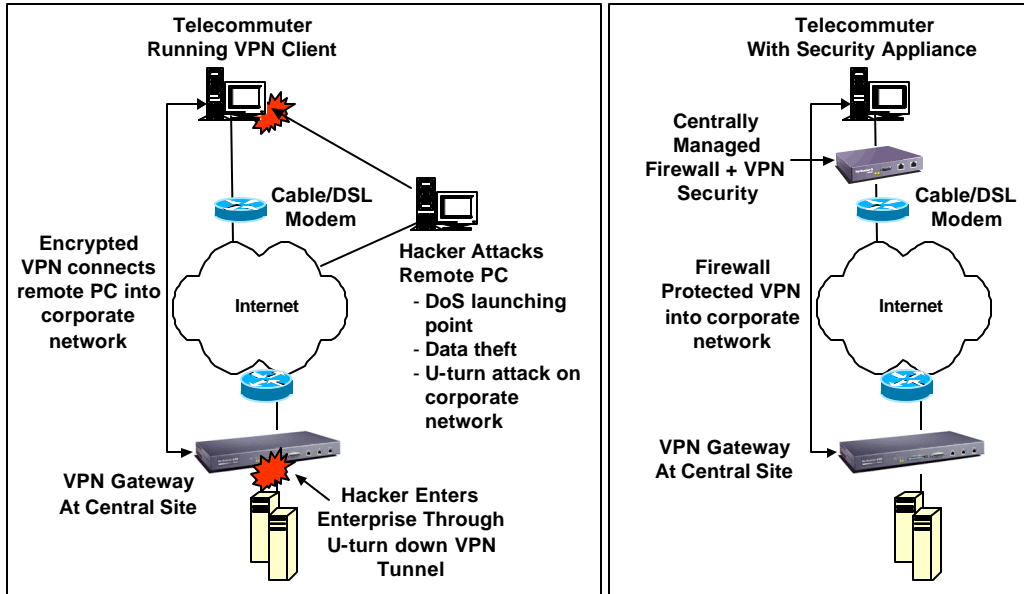 Telecommuter
Running VPN Client
Cable/DSL
Modem
Encrypted
VPN connects
remote PC into
corporate
network
Internet
Hacker Attacks
Remote PC
- DoS launching
point
- Data theft
- U-turn attack on
corporate
network
VPN Gateway
At Central Site
Hacker Enters
Enterprise Through
U-turn down VPN
Tunnel
Telecommuter
With Security Appliance
Centrally
Managed
Firewall + VPN
Security
Cable/DSL
Modem
Firewall
Protected VPN
into corporate
network
Internet
VPN Gateway
At Central Site